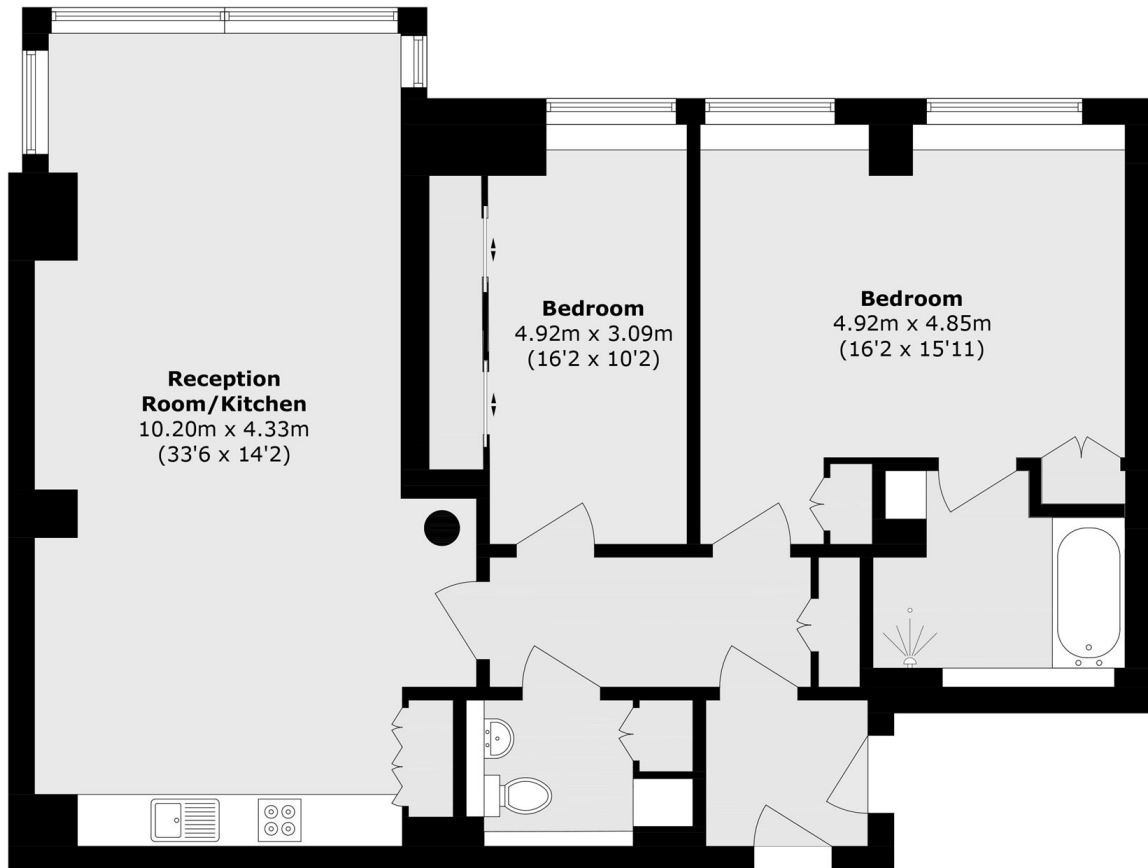 Reception
Room/Kitchen
10.20m x 4.33m
(33'6 x 14'2)
Bedroom
4.92m x 3.09m
(16'2 x 10'2)
Bedroom
4.92m x 4.85m
(16'2 x 15'11)